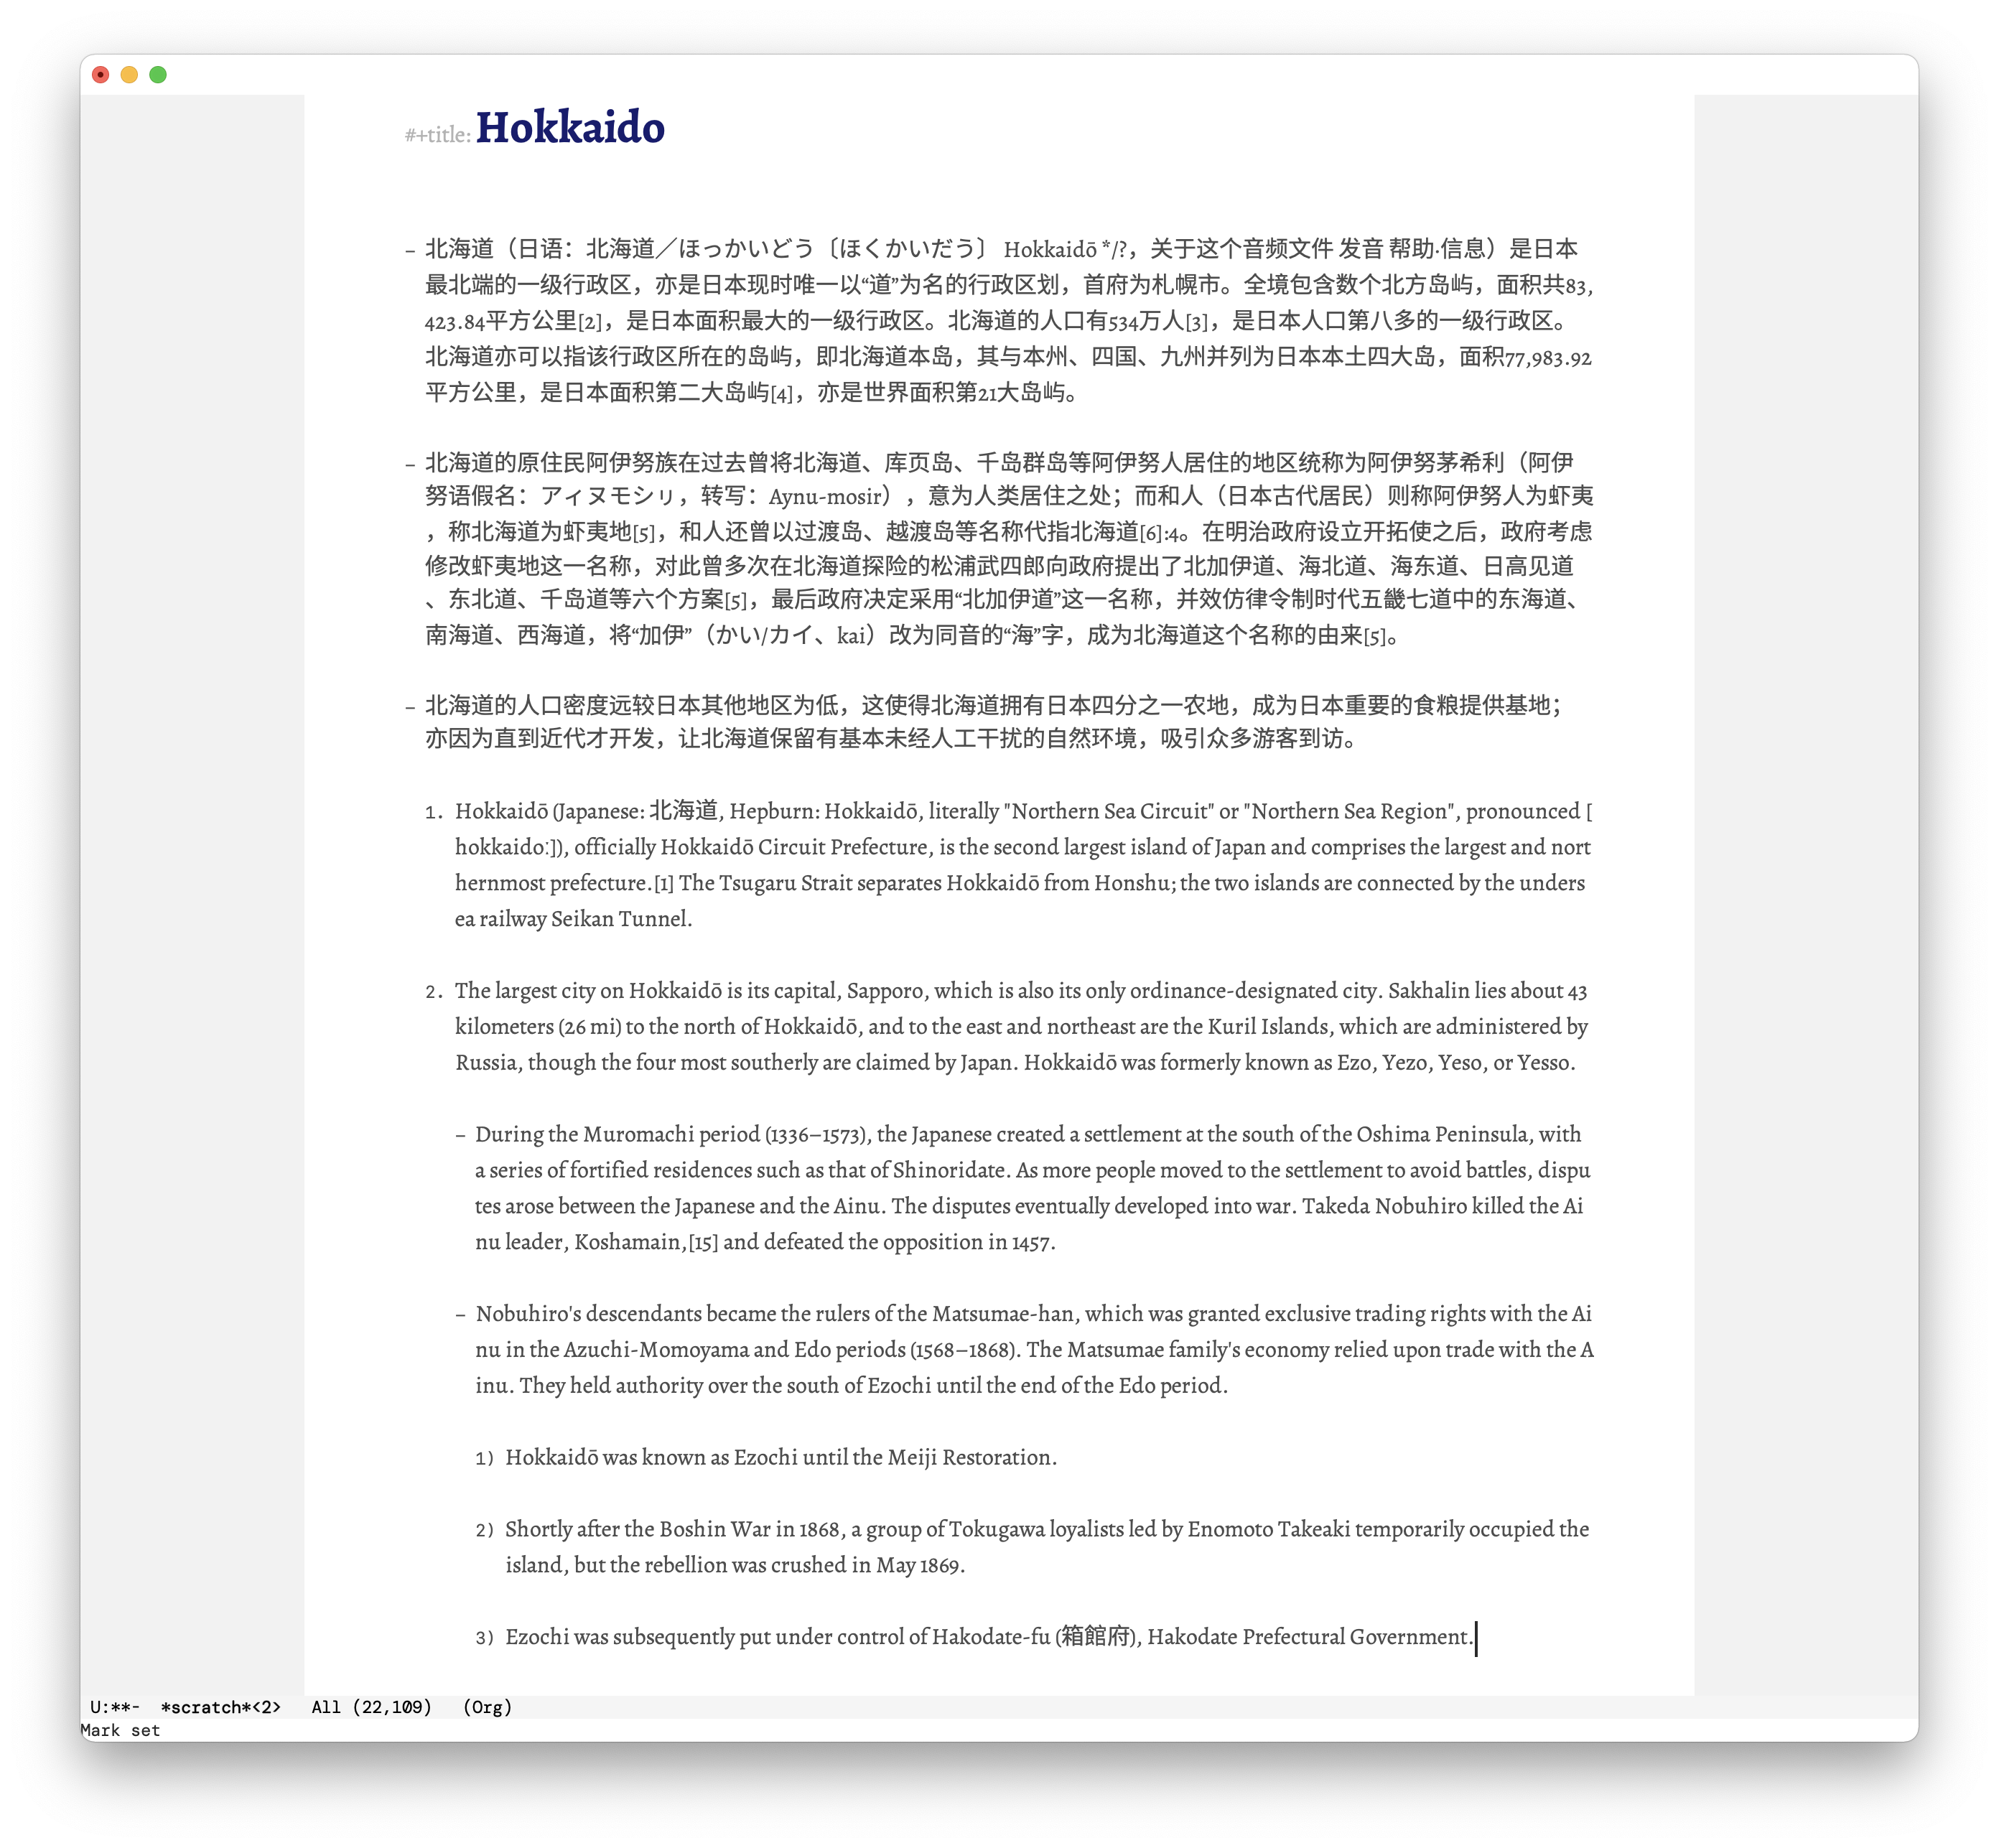 #+title: Hokkaido
– 北海道（日语：北海道／ほっかいどう〔ほくかいだう〕 Hokkaidō */?，关于这个音频文件 发音 帮助·信息）是日本
最北端的一级行政区，亦是日本现时唯一以“道”为名的行政区划，首府为札幌市。全境包含数个北方岛屿，面积共83,
423.84平方公里[2]，是日本面积最大的一级行政区。北海道的人口有534万人[3]，是日本人口第八多的一级行政区。
北海道亦可以指该行政区所在的岛屿，即北海道本岛，其与本州、四国、九州并列为日本本土四大岛，面积77,983.92
平方公里，是日本面积第二大岛屿[4]，亦是世界面积第21大岛屿。
– 北海道的原住民阿伊努族在过去曾将北海道、库页岛、千岛群岛等阿伊努人居住的地区统称为阿伊努茅希利（阿伊
努语假名：アィヌモシㇼ，转写：Aynu-mosir），意为人类居住之处；而和人（日本古代居民）则称阿伊努人为虾夷
，称北海道为虾夷地[5]，和人还曾以过渡岛、越渡岛等名称代指北海道[6]:4。在明治政府设立开拓使之后，政府考虑
修改虾夷地这一名称，对此曾多次在北海道探险的松浦武四郎向政府提出了北加伊道、海北道、海东道、日高见道
、东北道、千岛道等六个方案[5]，最后政府决定采用“北加伊道”这一名称，并效仿律令制时代五畿七道中的东海道、
南海道、西海道，将“加伊”（かい/カイ、kai）改为同音的“海”字，成为北海道这个名称的由来[5]。
– 北海道的人口密度远较日本其他地区为低，这使得北海道拥有日本四分之一农地，成为日本重要的食粮提供基地；
亦因为直到近代才开发，让北海道保留有基本未经人工干扰的自然环境，吸引众多游客到访。
1. Hokkaidō (Japanese: 北海道, Hepburn: Hokkaidō, literally "Northern Sea Circuit" or "Northern Sea Region", pronounced [
hokkaidoː]), officially Hokkaidō Circuit Prefecture, is the second largest island of Japan and comprises the largest and nort
hernmost prefecture.[1] The Tsugaru Strait separates Hokkaidō from Honshu; the two islands are connected by the unders
ea railway Seikan Tunnel.
2. The largest city on Hokkaidō is its capital, Sapporo, which is also its only ordinance-designated city. Sakhalin lies about 43
kilometers (26 mi) to the north of Hokkaidō, and to the east and northeast are the Kuril Islands, which are administered by
Russia, though the four most southerly are claimed by Japan. Hokkaidō was formerly known as Ezo, Yezo, Yeso, or Yesso.
– During the Muromachi period (1336–1573), the Japanese created a settlement at the south of the Oshima Peninsula, with
a series of fortified residences such as that of Shinoridate. As more people moved to the settlement to avoid battles, dispu
tes arose between the Japanese and the Ainu. The disputes eventually developed into war. Takeda Nobuhiro killed the Ai
nu leader, Koshamain,[15] and defeated the opposition in 1457.
– Nobuhiro's descendants became the rulers of the Matsumae-han, which was granted exclusive trading rights with the Ai
nu in the Azuchi-Momoyama and Edo periods (1568–1868). The Matsumae family's economy relied upon trade with the A
inu. They held authority over the south of Ezochi until the end of the Edo period.
1) Hokkaidō was known as Ezochi until the Meiji Restoration.
2) Shortly after the Boshin War in 1868, a group of Tokugawa loyalists led by Enomoto Takeaki temporarily occupied the
island, but the rebellion was crushed in May 1869.
3) Ezochi was subsequently put under control of Hakodate-fu (箱館府), Hakodate Prefectural Government.
U:**-  *scratch*<2>   All (22,109)   (Org)
Mark set